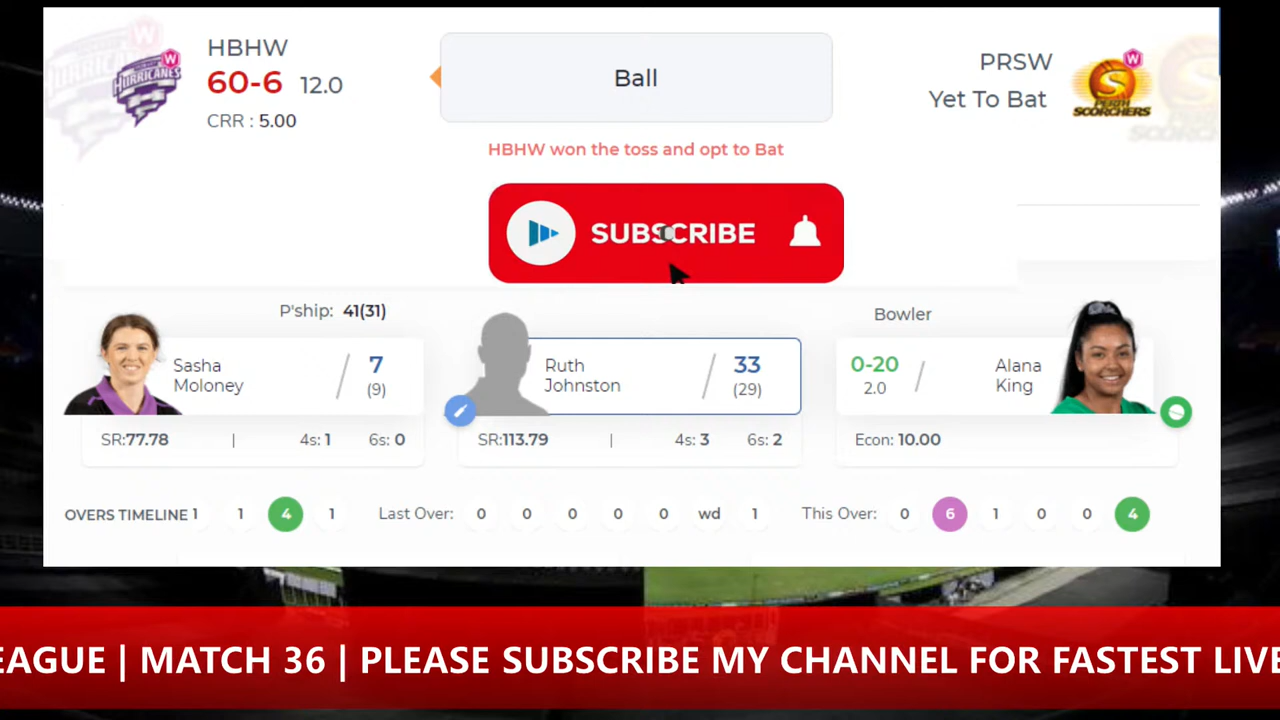 HBHW
60-6 12.0
CRR : 5.00
Ball
PRSW
Yet To Bat
W
HURRICANES
W
PERTH
SCORCHERS
HBHW won the toss and opt to Bat
SUBSCRIBE
P'ship: 41(31)
Bowler
Sasha
Moloney
7
(9)
SR:77.78 | 4s: 1 6s: 0
Ruth
Johnston
33
(29)
SR:113.79 | 4s: 3 6s: 2
0-20
2.0
Alana
King
Econ: 10.00
OVERS TIMELINE 1 1 4 1 Last Over: 0 0 0 0 0 wd 1 This Over: 0 6 1 0 0 4
EAGUE | MATCH 36 | PLEASE SUBSCRIBE MY CHANNEL FOR FASTEST LIVE